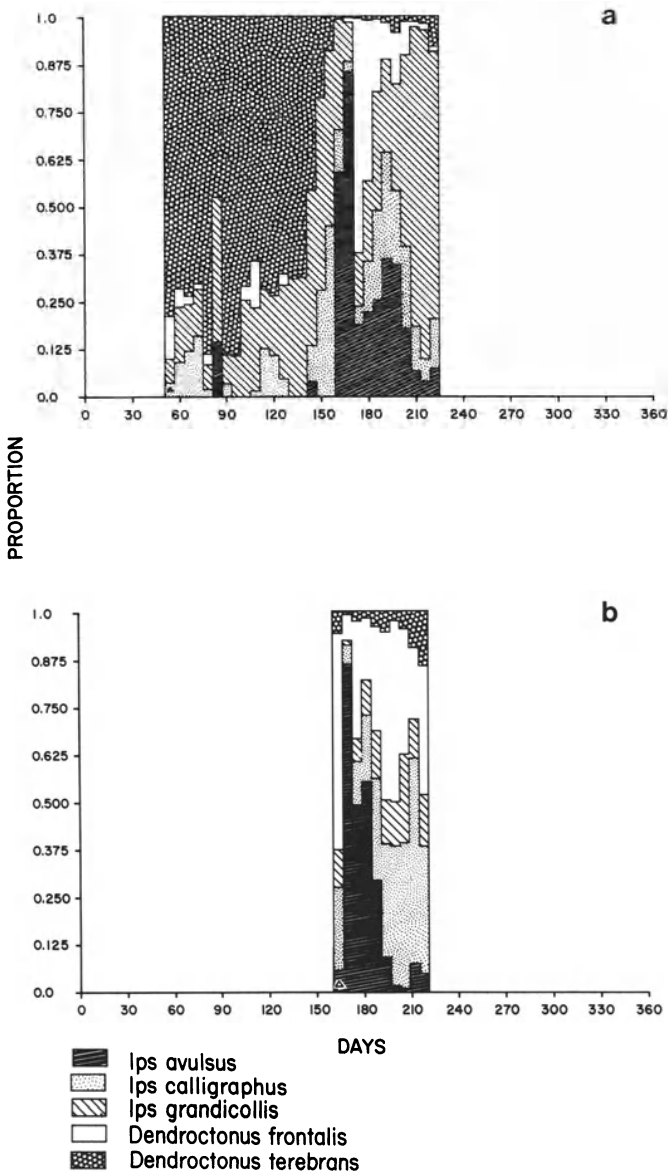 a
1.0
0.875
0.750
0.625
0.500
0.375
0.250
0.125
0.0
0 30 60 90 120 150 180 210 240 270 300 330 360
PROPORTION
b
1.0
0.875
0.750
0.625
0.500
0.375
0.250
0.125
0.0
0 30 60 90 120 150 180 210 240 270 300 330 360
DAYS
Ips avulsus
Ips calligraphus
Ips grandicollis
Dendroctonus frontalis
Dendroctonus terebrans